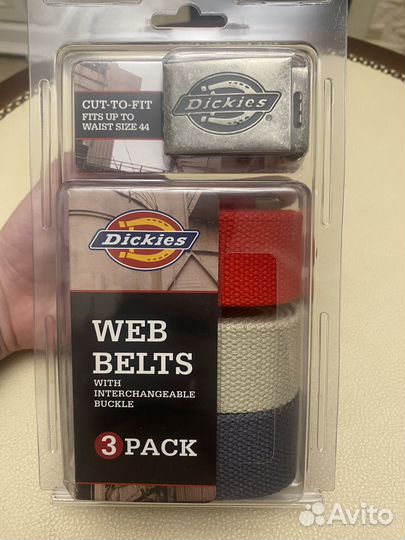 CUT-TO-FIT
FITS UP TO
WAIST SIZE 44
Dickies
®
Dickies
WEB
BELTS
WITH
INTERCHANGEABLE
BUCKLE
3 PACK
Avito